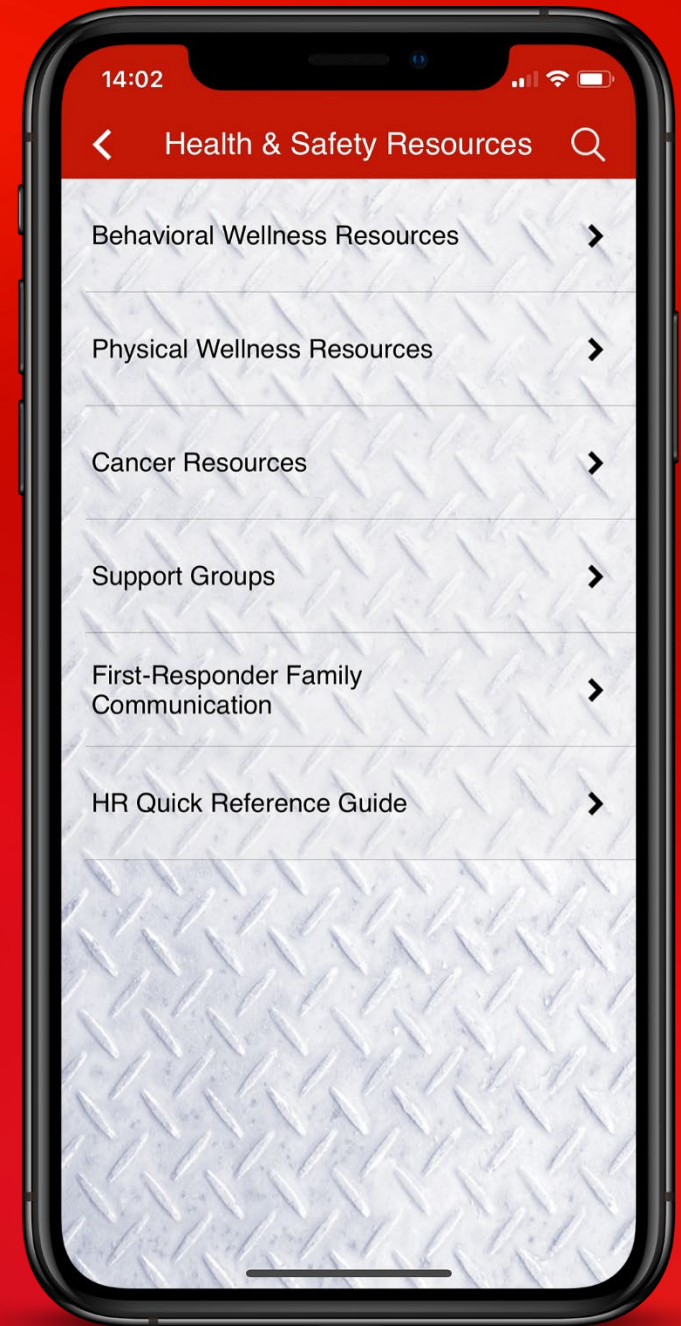 14:02
Health & Safety Resources
Behavioral Wellness Resources
Physical Wellness Resources
Cancer Resources
Support Groups
First-Responder Family
Communication
HR Quick Reference Guide